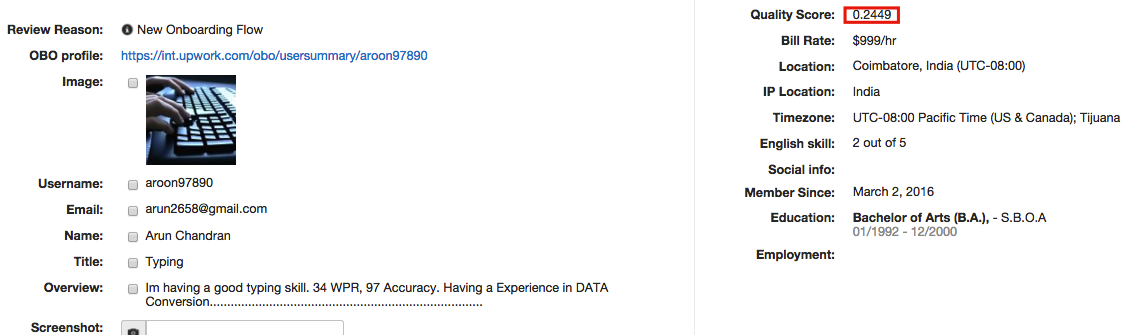 Review Reason: New Onboarding Flow
OBO profile: https://int.upwork.com/obo/usersummary/aroon97890
Image:
Username: aroon97890
Email: arun2658@gmail.com
Name: Arun Chandran
Title: Typing
Overview: Im having a good typing skill. 34 WPR, 97 Accuracy. Having a Experience in DATA
Conversion..............................................................................
Screenshot:
Quality Score: 0.2449
Bill Rate: $999/hr
Location: Coimbatore, India (UTC-08:00)
IP Location: India
Timezone: UTC-08:00 Pacific Time (US & Canada); Tijuana
English skill: 2 out of 5
Social info:
Member Since: March 2, 2016
Education: Bachelor of Arts (B.A.), - S.B.O.A
01/1992 - 12/2000
Employment: